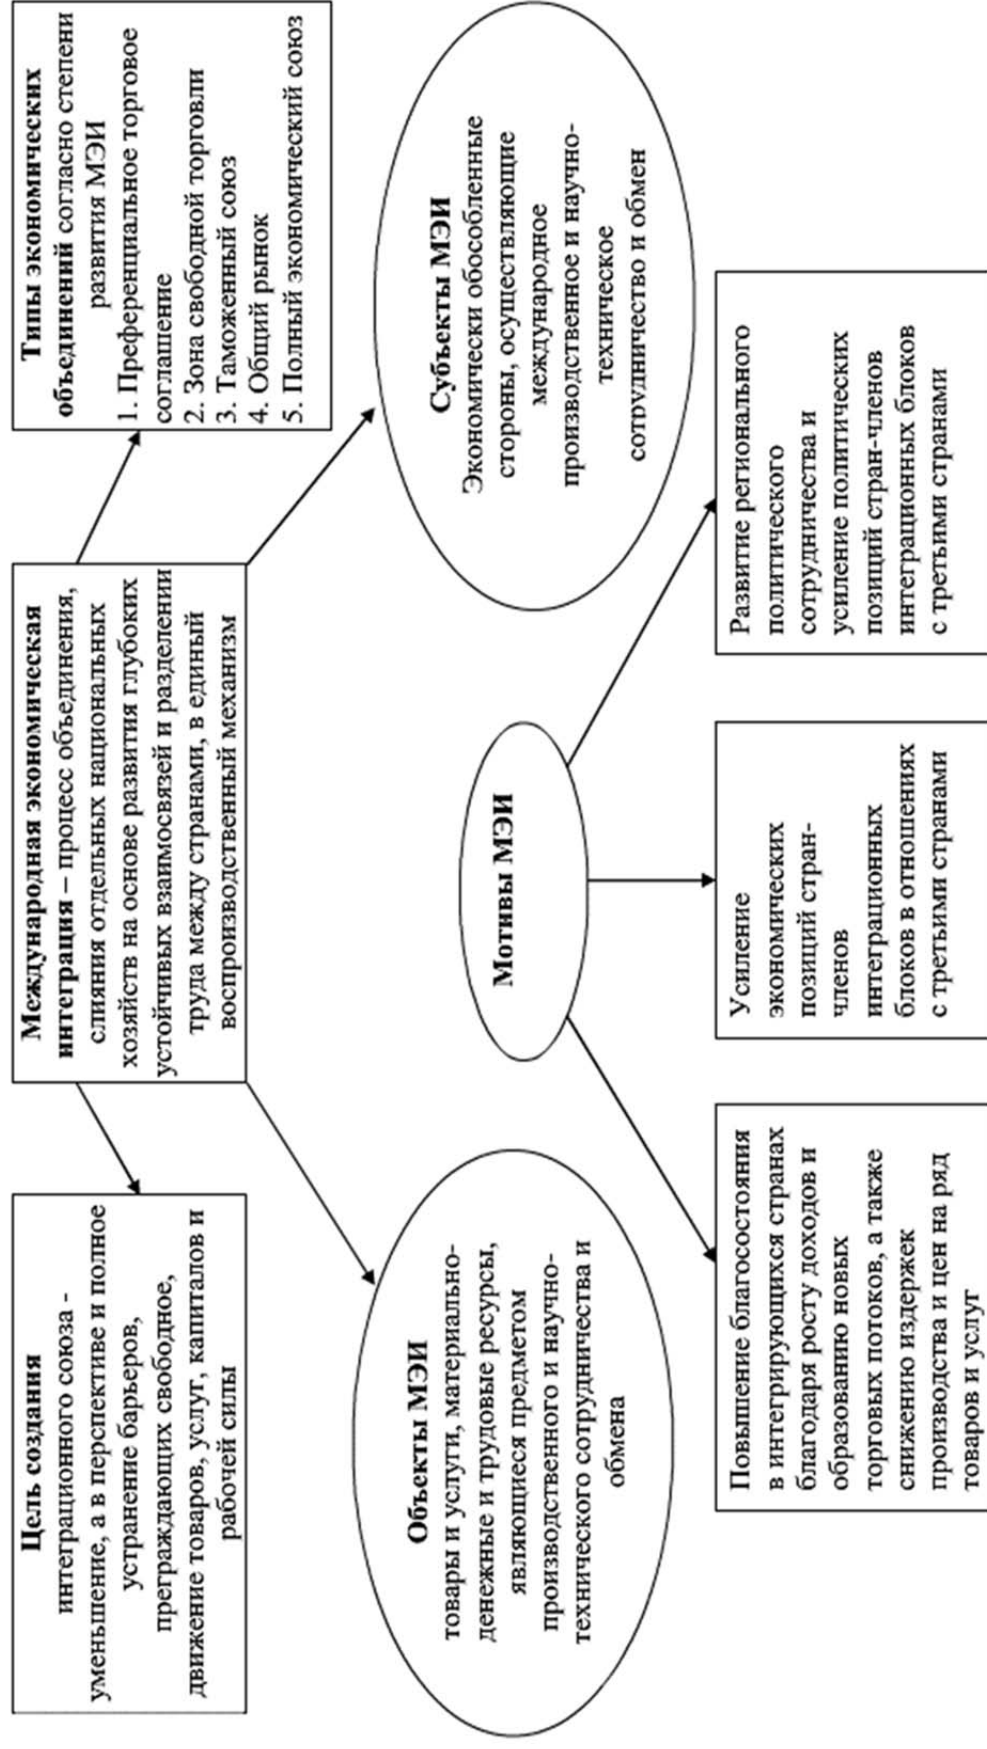 Цель создания
интеграционного союза -
уменьшение, а в перспективе и полное
устранение барьеров,
преграждающих свободное,
движение товаров, услуг, капиталов и
рабочей силы
Международная экономическая
интеграция – процесс объединения,
слияния отдельных национальных
хозяйств на основе развития глубоких
устойчивых взаимосвязей и разделении
труда между странами, в единый
воспроизводственный механизм
Типы экономических
объединений согласно степени
развития МЭИ
1. Преференциальное торговое
соглашение
2. Зона свободной торговли
3. Таможенный союз
4. Общий рынок
5. Полный экономический союз
Объекты МЭИ
товары и услуги, материально-
денежные и трудовые ресурсы,
являющиеся предметом
производственного и научно-
технического сотрудничества и
обмена
Мотивы МЭИ
Субъекты МЭИ
Экономически обособленные
стороны, осуществляющие
международное
производственное и научно-
техническое
сотрудничество и обмен
Повышение благосостояния
в интегрирующихся странах
благодаря росту доходов и
образованию новых
торговых потоков, а также
снижению издержек
производства и цен на ряд
товаров и услуг
Усиление
экономических
позиций стран-
членов
интеграционных
блоков в отношениях
с третьими странами
Развитие регионального
политического
сотрудничества и
усиление политических
позиций стран-членов
интеграционных блоков
с третьими странами